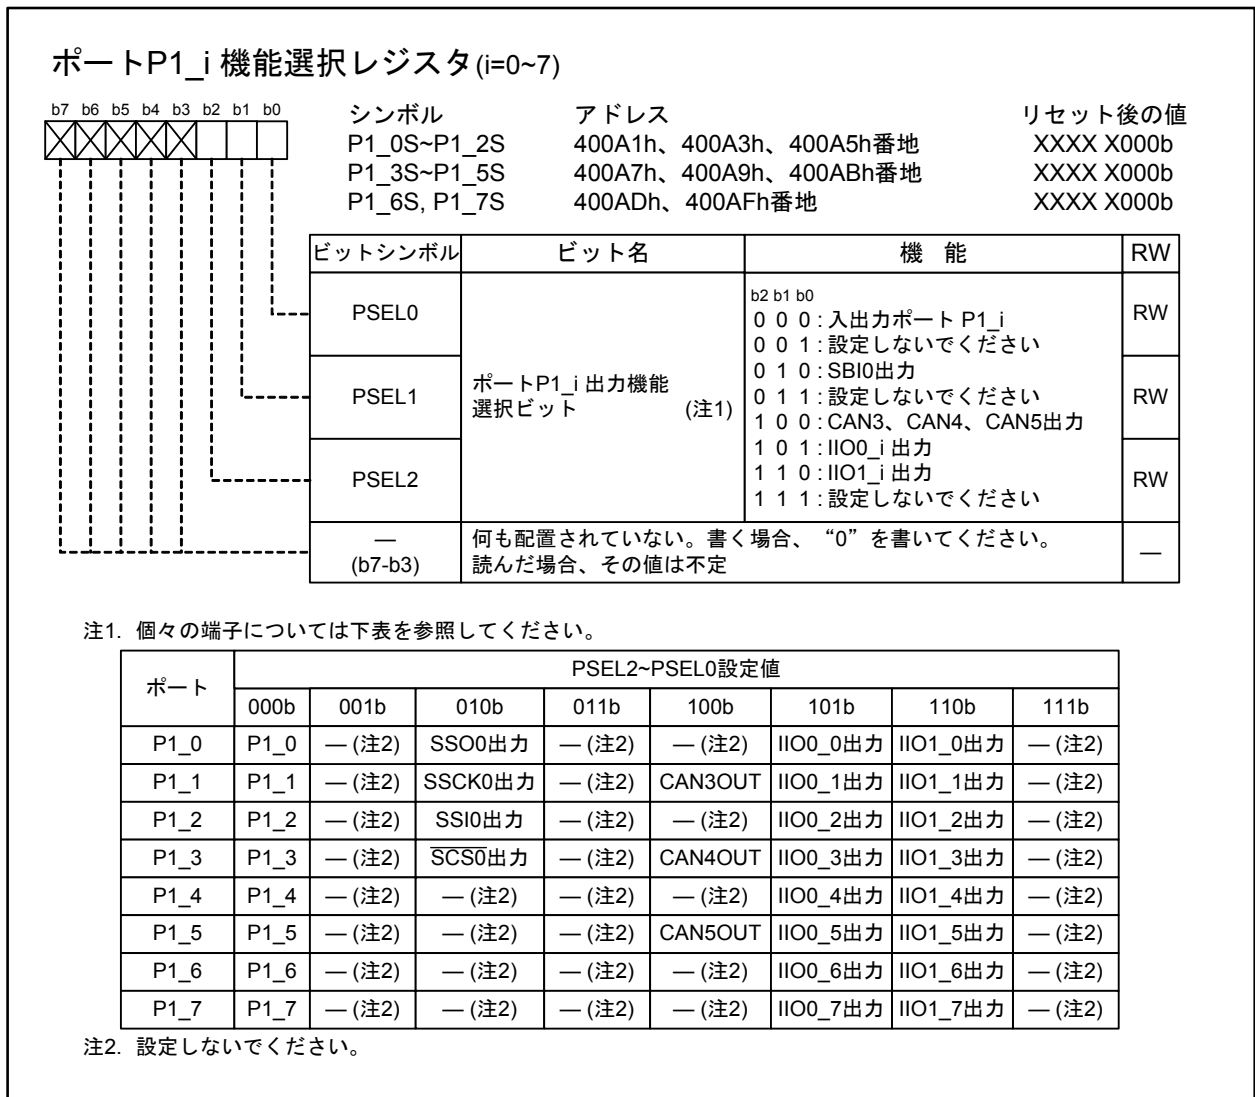 ポートP1_i 機能選択レジスタ(i=0~7)
b7 b6 b5 b4 b3 b2 b1 b0
シンボル アドレス リセット後の値
P1_0S~P1_2S 400A1h、400A3h、400A5h番地 XXXX X000b
P1_3S~P1_5S 400A7h、400A9h、400ABh番地 XXXX X000b
P1_6S, P1_7S 400ADh、400AFh番地 XXXX X000b
ビットシンボル ビット名 機 能 RW
PSEL0 RW
PSEL1 RW
PSEL2 RW
ポートP1_i 出力機能
選択ビット (注1)
b2 b1 b0
0 0 0 : 入出力ポート P1_i
0 0 1 : 設定しないでください
0 1 0 : SBI0出力
0 1 1 : 設定しないでください
1 0 0 : CAN3、CAN4、CAN5出力
1 0 1 : IIO0_i 出力
1 1 0 : IIO1_i 出力
1 1 1 : 設定しないでください
—
(b7-b3)
何も配置されていない。書く場合、“0”を書いてください。
読んだ場合、その値は不定
—
注1. 個々の端子については下表を参照してください。
ポート PSEL2~PSEL0設定値
000b 001b 010b 011b 100b 101b 110b 111b
P1_0 P1_0 — (注2) SSO0出力 — (注2) — (注2) IIO0_0出力 IIO1_0出力 — (注2)
P1_1 P1_1 — (注2) SSCK0出力 — (注2) CAN3OUT IIO0_1出力 IIO1_1出力 — (注2)
P1_2 P1_2 — (注2) SSI0出力 — (注2) — (注2) IIO0_2出力 IIO1_2出力 — (注2)
P1_3 P1_3 — (注2) SCS0出力 — (注2) CAN4OUT IIO0_3出力 IIO1_3出力 — (注2)
P1_4 P1_4 — (注2) — (注2) — (注2) — (注2) IIO0_4出力 IIO1_4出力 — (注2)
P1_5 P1_5 — (注2) — (注2) — (注2) CAN5OUT IIO0_5出力 IIO1_5出力 — (注2)
P1_6 P1_6 — (注2) — (注2) — (注2) — (注2) IIO0_6出力 IIO1_6出力 — (注2)
P1_7 P1_7 — (注2) — (注2) — (注2) — (注2) IIO0_7出力 IIO1_7出力 — (注2)
注2. 設定しないでください。